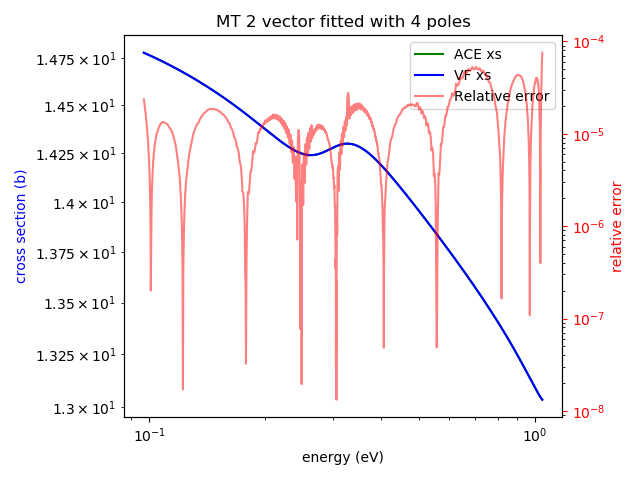 MT 2 vector fitted with 4 poles
ACE xs
VF xs
Relative error
1.475 × 10¹
1.45 × 10¹
1.425 × 10¹
1.4 × 10¹
1.375 × 10¹
1.35 × 10¹
1.325 × 10¹
1.3 × 10¹
cross section (b)
10⁻⁴
10⁻⁵
10⁻⁶
10⁻⁷
10⁻⁸
relative error
10⁻¹
10⁰
energy (eV)